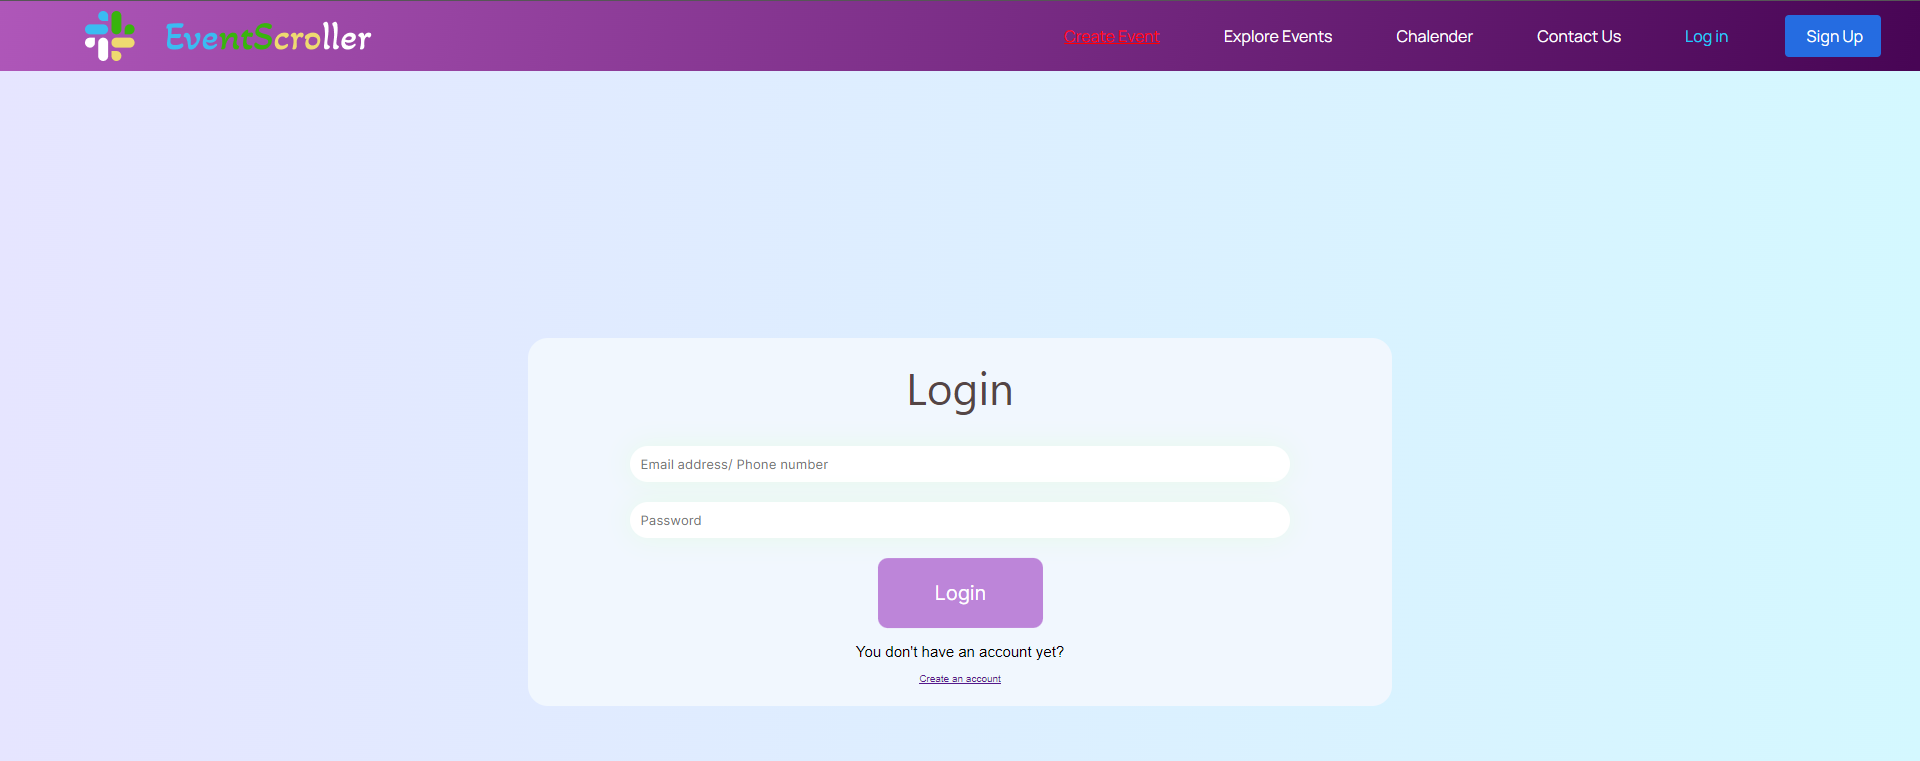 EventScroller
Create Event
Explore Events
Chalender
Contact Us
Log in
Sign Up
Login
Email address/ Phone number
Password
Login
You don't have an account yet?
Create an account